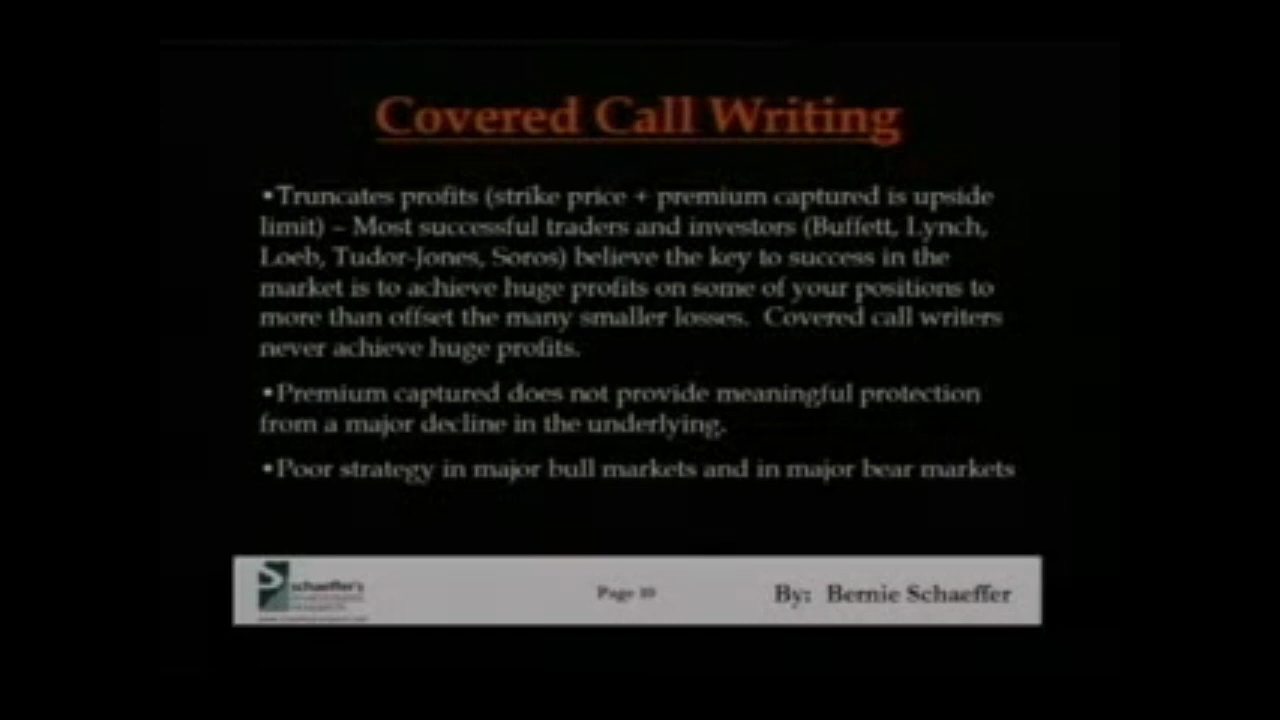 Covered Call Writing
•Truncates profits (strike price + premium captured is upside
limit) – Most successful traders and investors (Buffett, Lynch,
Loeb, Tudor-Jones, Soros) believe the key to success in the
market is to achieve huge profits on some of your positions to
more than offset the many smaller losses.  Covered call writers
never achieve huge profits.
•Premium captured does not provide meaningful protection
from a major decline in the underlying.
•Poor strategy in major bull markets and in major bear markets
schaeffer's
Page 10
By:  Bernie Schaeffer